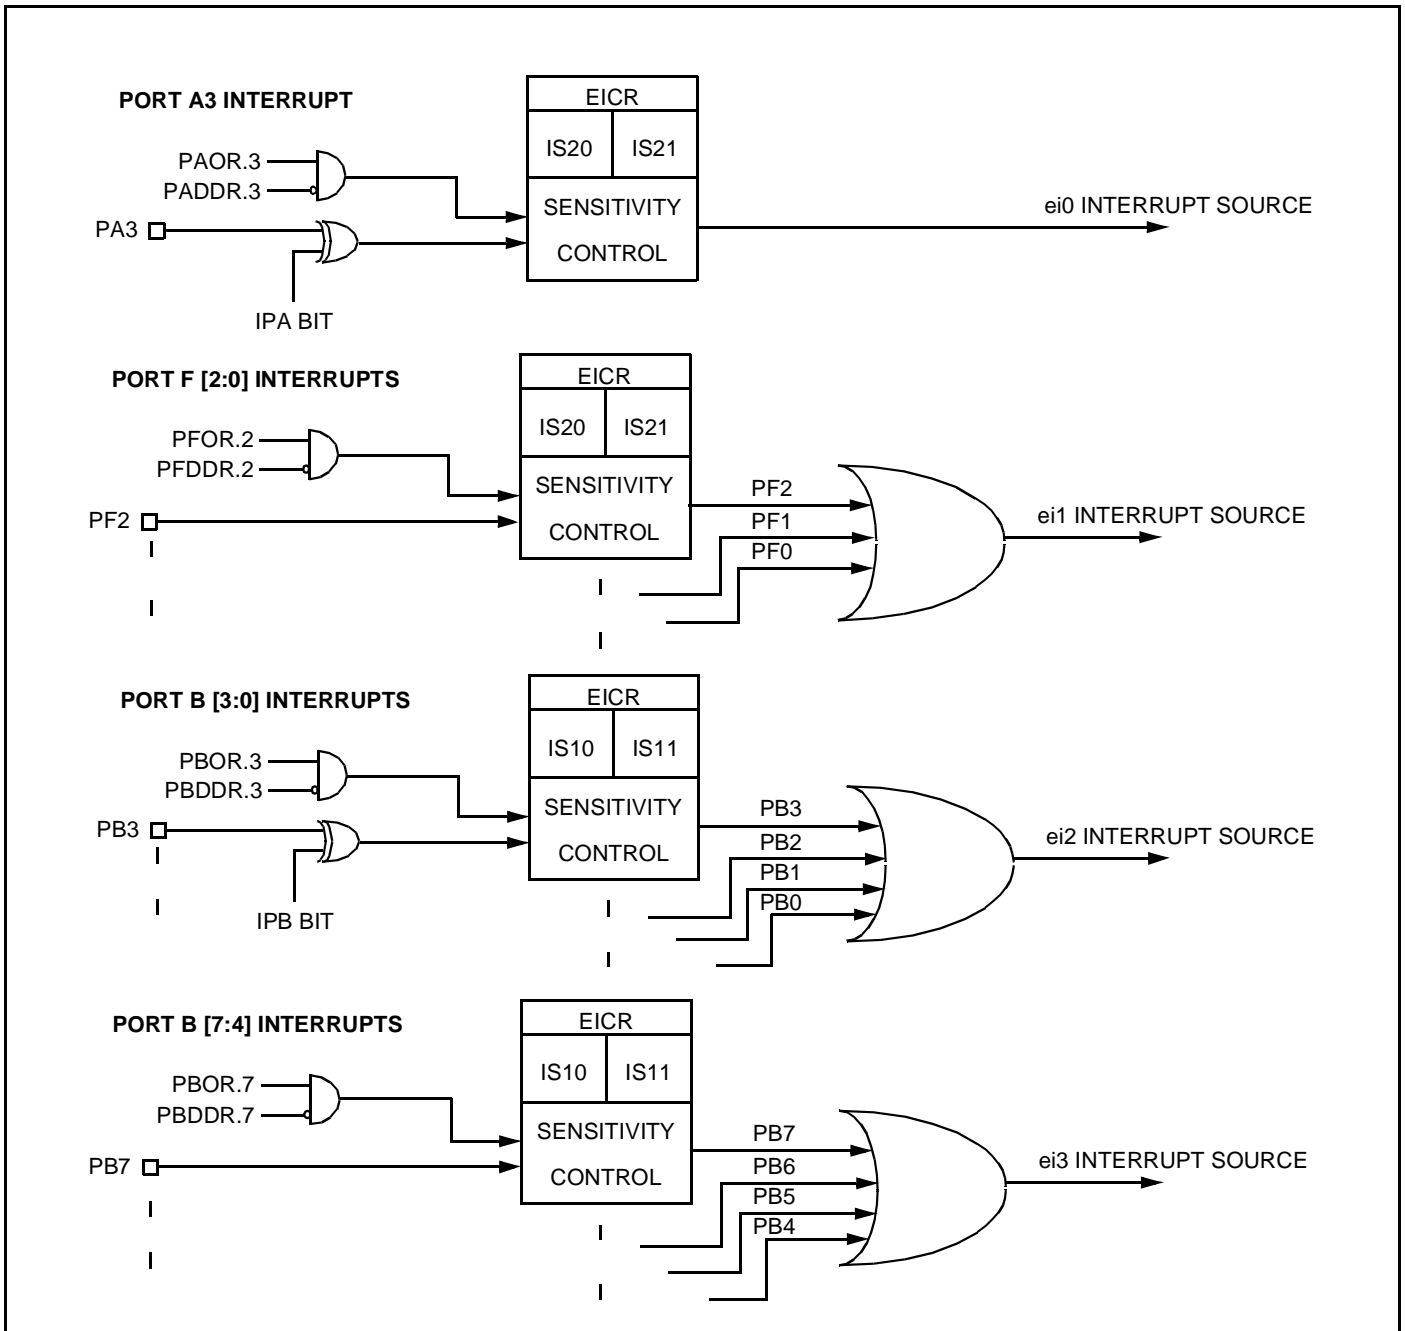 PORT A3 INTERRUPT
EICR
IS20 IS21
PAOR.3
PADDR.3
SENSITIVITY
CONTROL
PA3
IPA BIT
ei0 INTERRUPT SOURCE
PORT F [2:0] INTERRUPTS
EICR
IS20 IS21
PFOR.2
PFDDR.2
SENSITIVITY
CONTROL
PF2
PF2
PF1
PF0
ei1 INTERRUPT SOURCE
PORT B [3:0] INTERRUPTS
EICR
IS10 IS11
PBOR.3
PBDDR.3
SENSITIVITY
CONTROL
PB3
IPB BIT
PB3
PB2
PB1
PB0
ei2 INTERRUPT SOURCE
PORT B [7:4] INTERRUPTS
EICR
IS10 IS11
PBOR.7
PBDDR.7
SENSITIVITY
CONTROL
PB7
PB7
PB6
PB5
PB4
ei3 INTERRUPT SOURCE